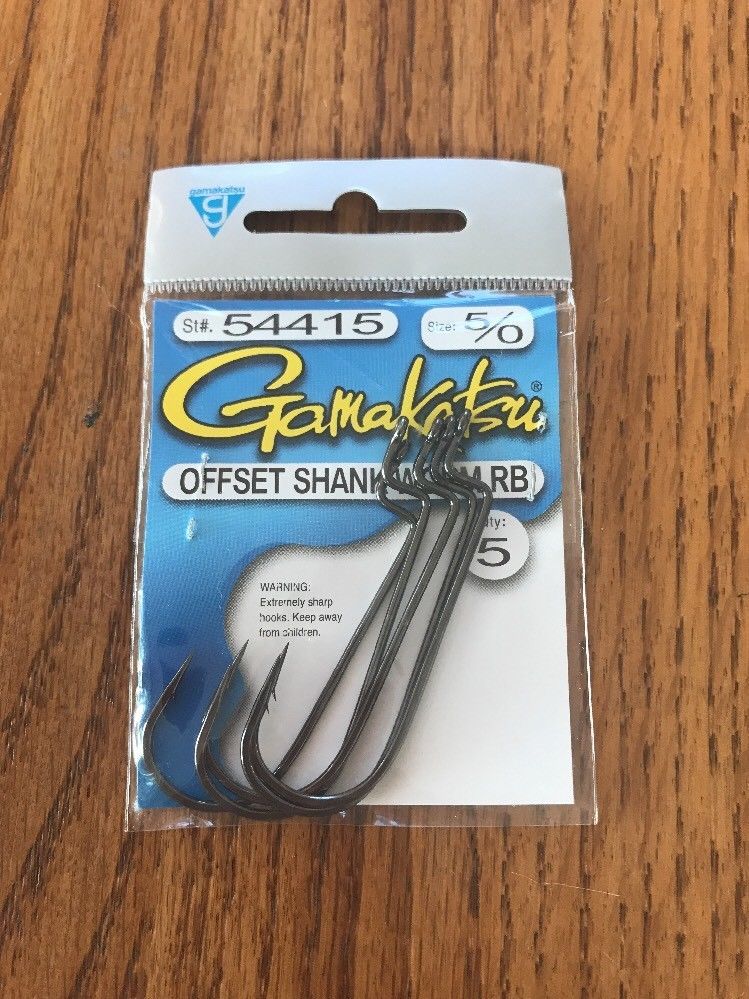 gamakatsu
g
St#. 54415
Size: 5/0
Gamakatsu®
OFFSET SHANK RB
5
WARNING:
Extremely sharp
hooks. Keep away
from children.